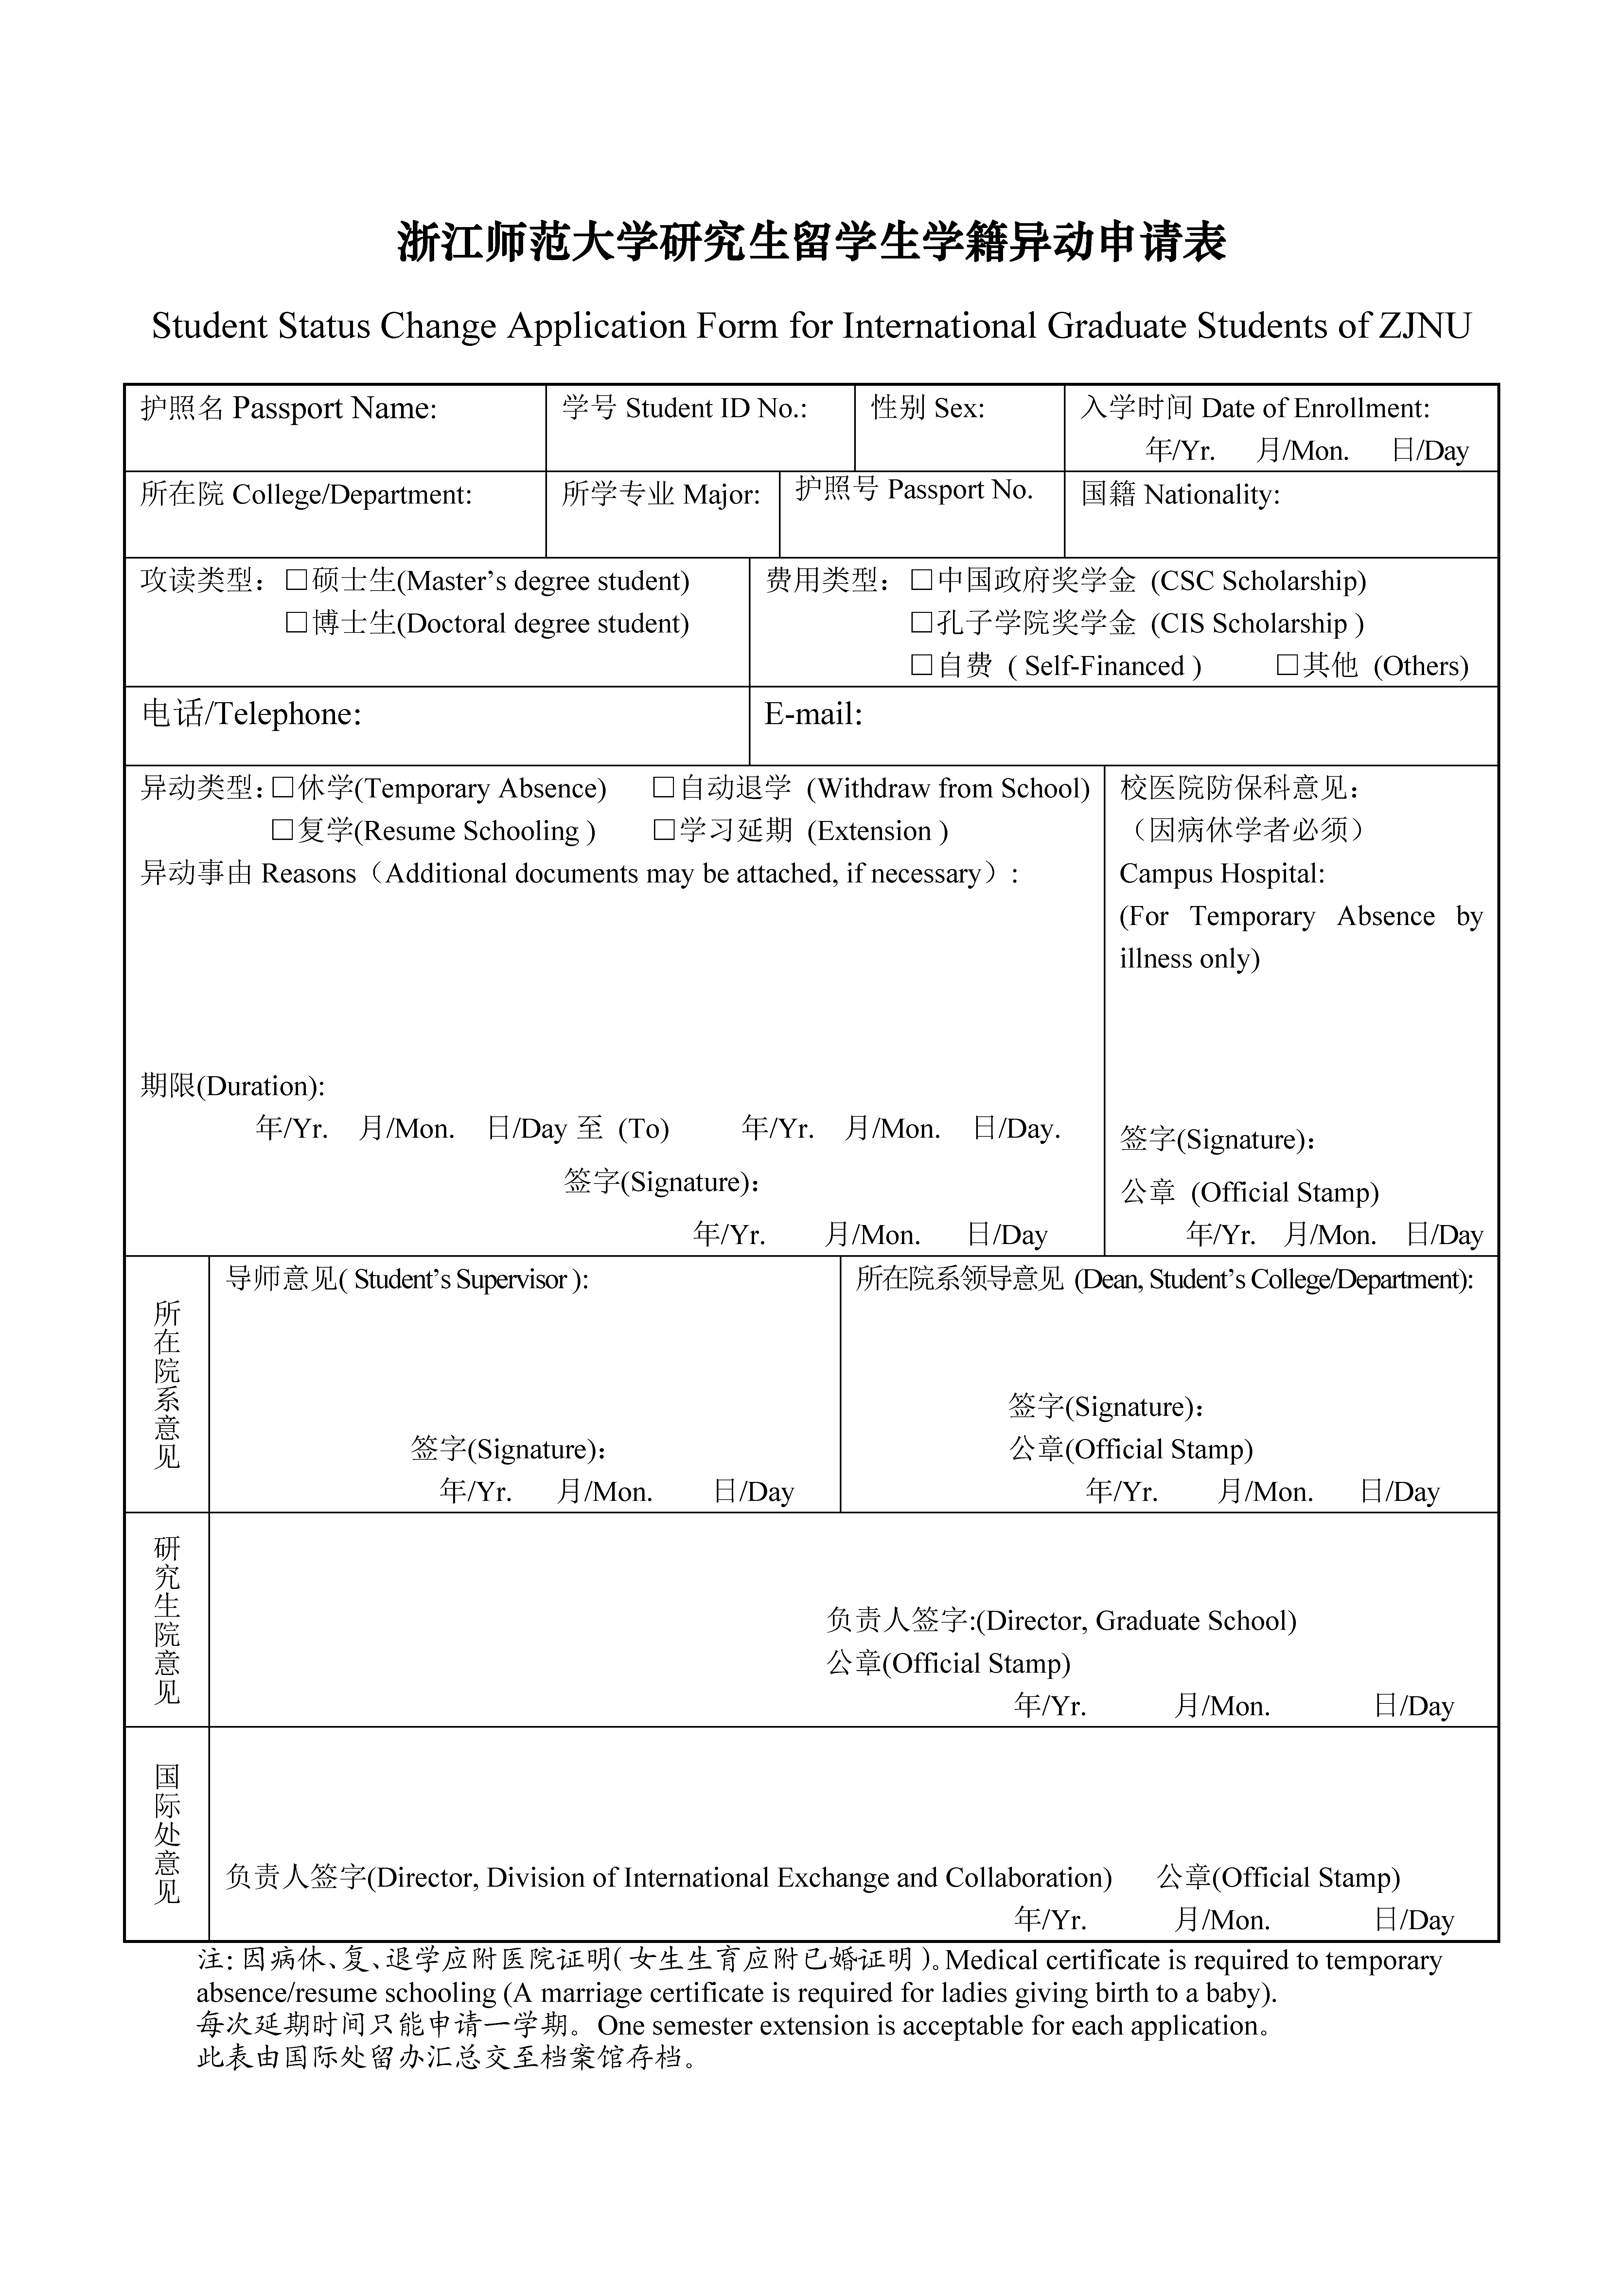 浙江师范大学研究生留学生学籍异动申请表
Student Status Change Application Form for International Graduate Students of ZJNU
护照名 Passport Name:
学号 Student ID No.:
性别 Sex:
入学时间 Date of Enrollment:
年/Yr. 月/Mon. 日/Day
所在院 College/Department:
所学专业 Major:
护照号 Passport No.
国籍 Nationality:
攻读类型：□硕士生(Master’s degree student)
□博士生(Doctoral degree student)
费用类型：□中国政府奖学金 (CSC Scholarship)
□孔子学院奖学金 (CIS Scholarship )
□自费 ( Self-Financed ) □其他 (Others)
电话/Telephone:
E-mail:
异动类型：□休学(Temporary Absence) □自动退学 (Withdraw from School)
□复学(Resume Schooling ) □学习延期 (Extension )
异动事由 Reasons（Additional documents may be attached, if necessary）:
期限(Duration):
年/Yr. 月/Mon. 日/Day 至 (To) 年/Yr. 月/Mon. 日/Day.
签字(Signature)：
年/Yr. 月/Mon. 日/Day
校医院防保科意见：
（因病休学者必须）
Campus Hospital:
(For Temporary Absence by
illness only)
签字(Signature)：
公章 (Official Stamp)
年/Yr. 月/Mon. 日/Day
所在院系意见
导师意见( Student’s Supervisor ):
签字(Signature)：
年/Yr. 月/Mon. 日/Day
所在院系领导意见 (Dean, Student’s College/Department):
签字(Signature)：
公章(Official Stamp)
年/Yr. 月/Mon. 日/Day
研究生院意见
负责人签字:(Director, Graduate School)
公章(Official Stamp)
年/Yr. 月/Mon. 日/Day
国际处意见
负责人签字(Director, Division of International Exchange and Collaboration) 公章(Official Stamp)
年/Yr. 月/Mon. 日/Day
注：因病休、复、退学应附医院证明（女生生育应附已婚证明）。Medical certificate is required to temporary
absence/resume schooling (A marriage certificate is required for ladies giving birth to a baby).
每次延期时间只能申请一学期。One semester extension is acceptable for each application。
此表由国际处留办汇总交至档案馆存档。